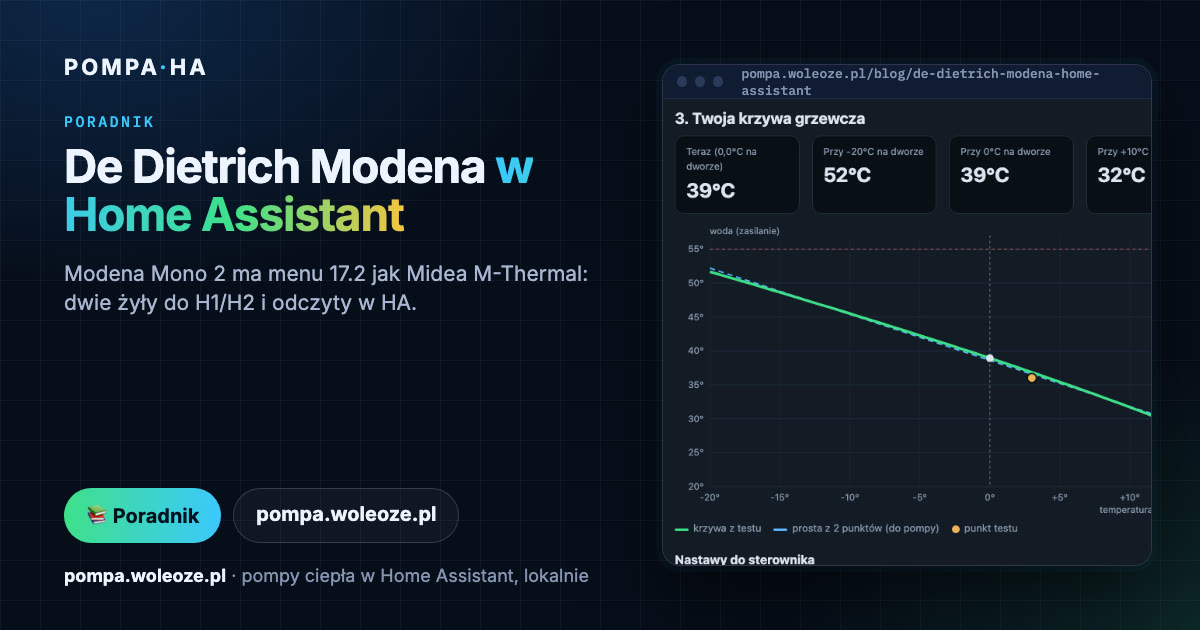 POMPA·HA
PORADNIK
De Dietrich Modena w
Home Assistant
Modena Mono 2 ma menu 17.2 jak Midea M-Thermal:
dwie żyły do H1/H2 i odczyty w HA.
📚 Poradnik
pompa.woleoze.pl
pompa.woleoze.pl · pompy ciepła w Home Assistant, lokalnie
pompa.woleoze.pl/blog/de-dietrich-modena-home-
assistant
3. Twoja krzywa grzewcza
Teraz (0,0°C na
dworze)
39°C
Przy -20°C na dworze
52°C
Przy 0°C na dworze
39°C
Przy +10°C
32°C
woda (zasilanie)
55°
50°
45°
40°
35°
30°
25°
20°
-20° -15° -10° -5° 0° +5° +10°
temperatura
krzywa z testu prosta z 2 punktów (do pompy) punkt testu
Nastawy do sterownika